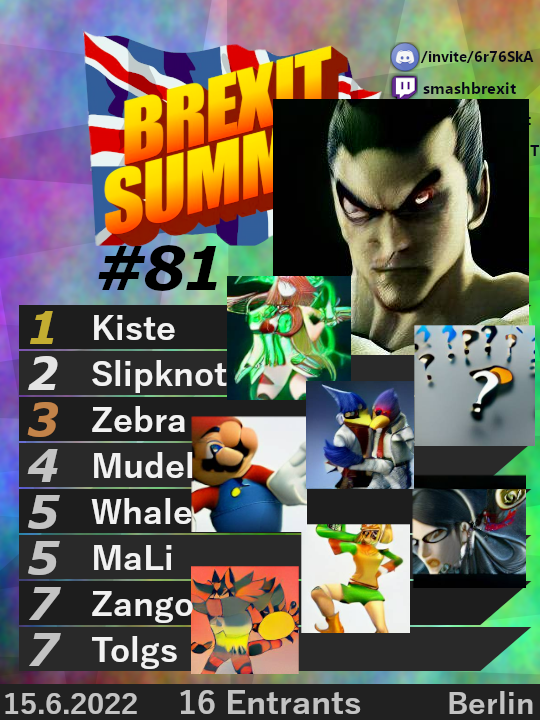 BREXIT
SUMM
#81
/invite/6r76SkA
smashbrexit
1 Kiste
2 Slipknot
3 Zebra
4 Mudel
5 Whale
5 MaLi
7 Zango
7 Tolgs
15.6.2022 16 Entrants Berlin